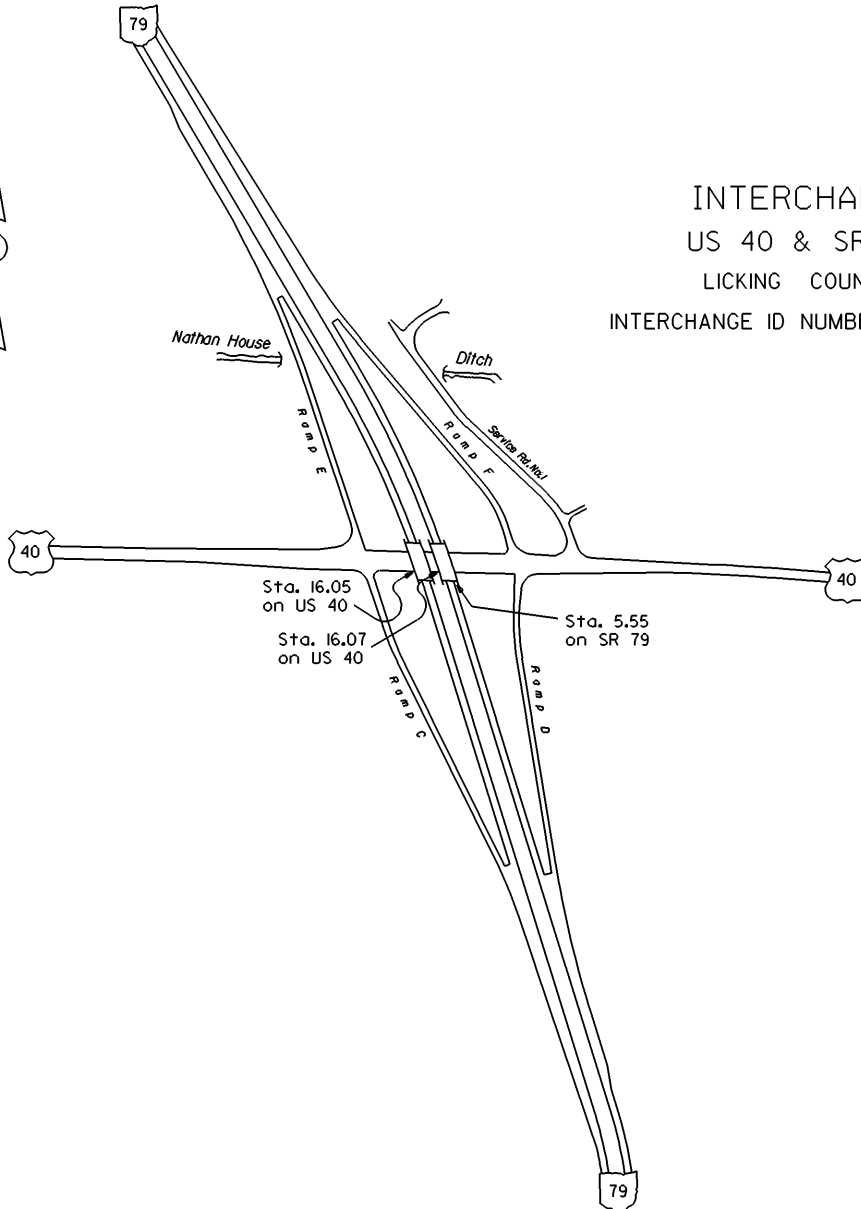 79
INTERCHA
US 40 & SR
LICKING COUN
INTERCHANGE ID NUMBE
Nathan House
Ditch
Ramp E
Ramp F
Service Rd. No.1
40
40
Sta. 16.05
on US 40
Sta. 16.07
on US 40
Sta. 5.55
on SR 79
Ramp C
Ramp D
79